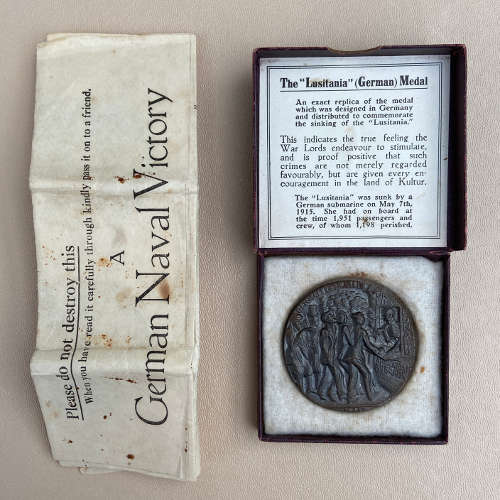 Please do not destroy this
When you have read it carefully through kindly pass it on to a friend.
A
German Naval Victory
The "Lusitania" (German) Medal
An exact replica of the medal
which was designed in Germany
and distributed to commemorate
the sinking of the "Lusitania."
This indicates the true feeling the
War Lords endeavour to stimulate,
and is proof positive that such
crimes are not merely regarded
favourably, but are given every en-
couragement in the land of Kultur.
The "Lusitania" was sunk by a
German submarine on May 7th,
1915. She had on board at
the time 1,951 passengers and
crew, of whom 1,198 perished.